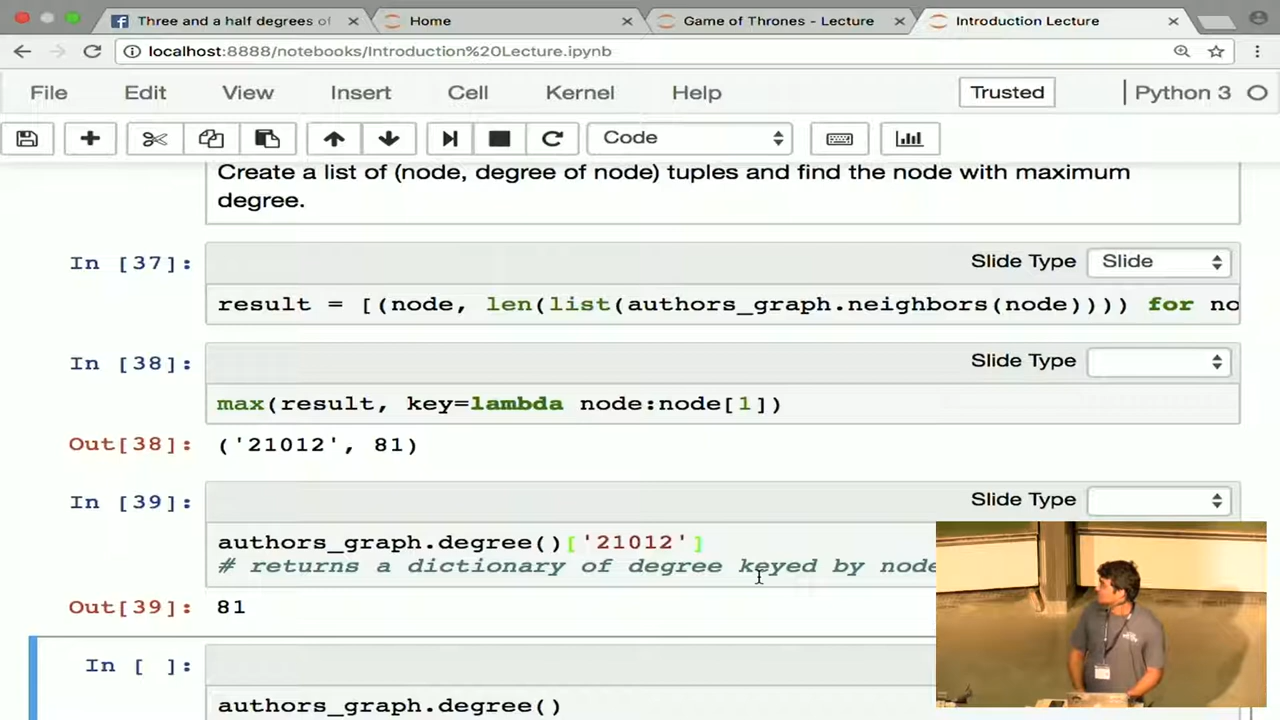 Three and a half degrees of
Home
Game of Thrones - Lecture
Introduction Lecture
localhost:8888/notebooks/Introduction%20Lecture.ipynb
File Edit View Insert Cell Kernel Help Trusted Python 3
Code
Create a list of (node, degree of node) tuples and find the node with maximum
degree.
Slide Type Slide
In [37]:
result = [(node, len(list(authors_graph.neighbors(node)))) for no
Slide Type
In [38]:
max(result, key=lambda node:node[1])
Out[38]: ('21012', 81)
Slide Type
In [39]:
authors_graph.degree()['21012']
# returns a dictionary of degree keyed by node
Out[39]: 81
In [ ]:
authors_graph.degree()